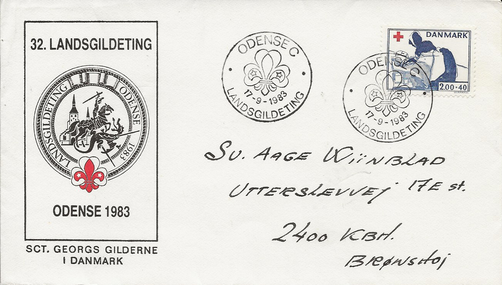 32. LANDSGILDETING
LANDSGILDETING ODENSE 1983
ODENSE 1983
SCT. GEORGS GILDERNE
I DANMARK
ODENSE C
17-9-1983
LANDSGILDETING
ODENSE C
17-9-1983
LANDSGILDETING
DANMARK
2.00+40
SV. AAGE WIINBLAD
UTTERSLEVVEJ 17E st.
2400 KBH.
BRØNSHØJ